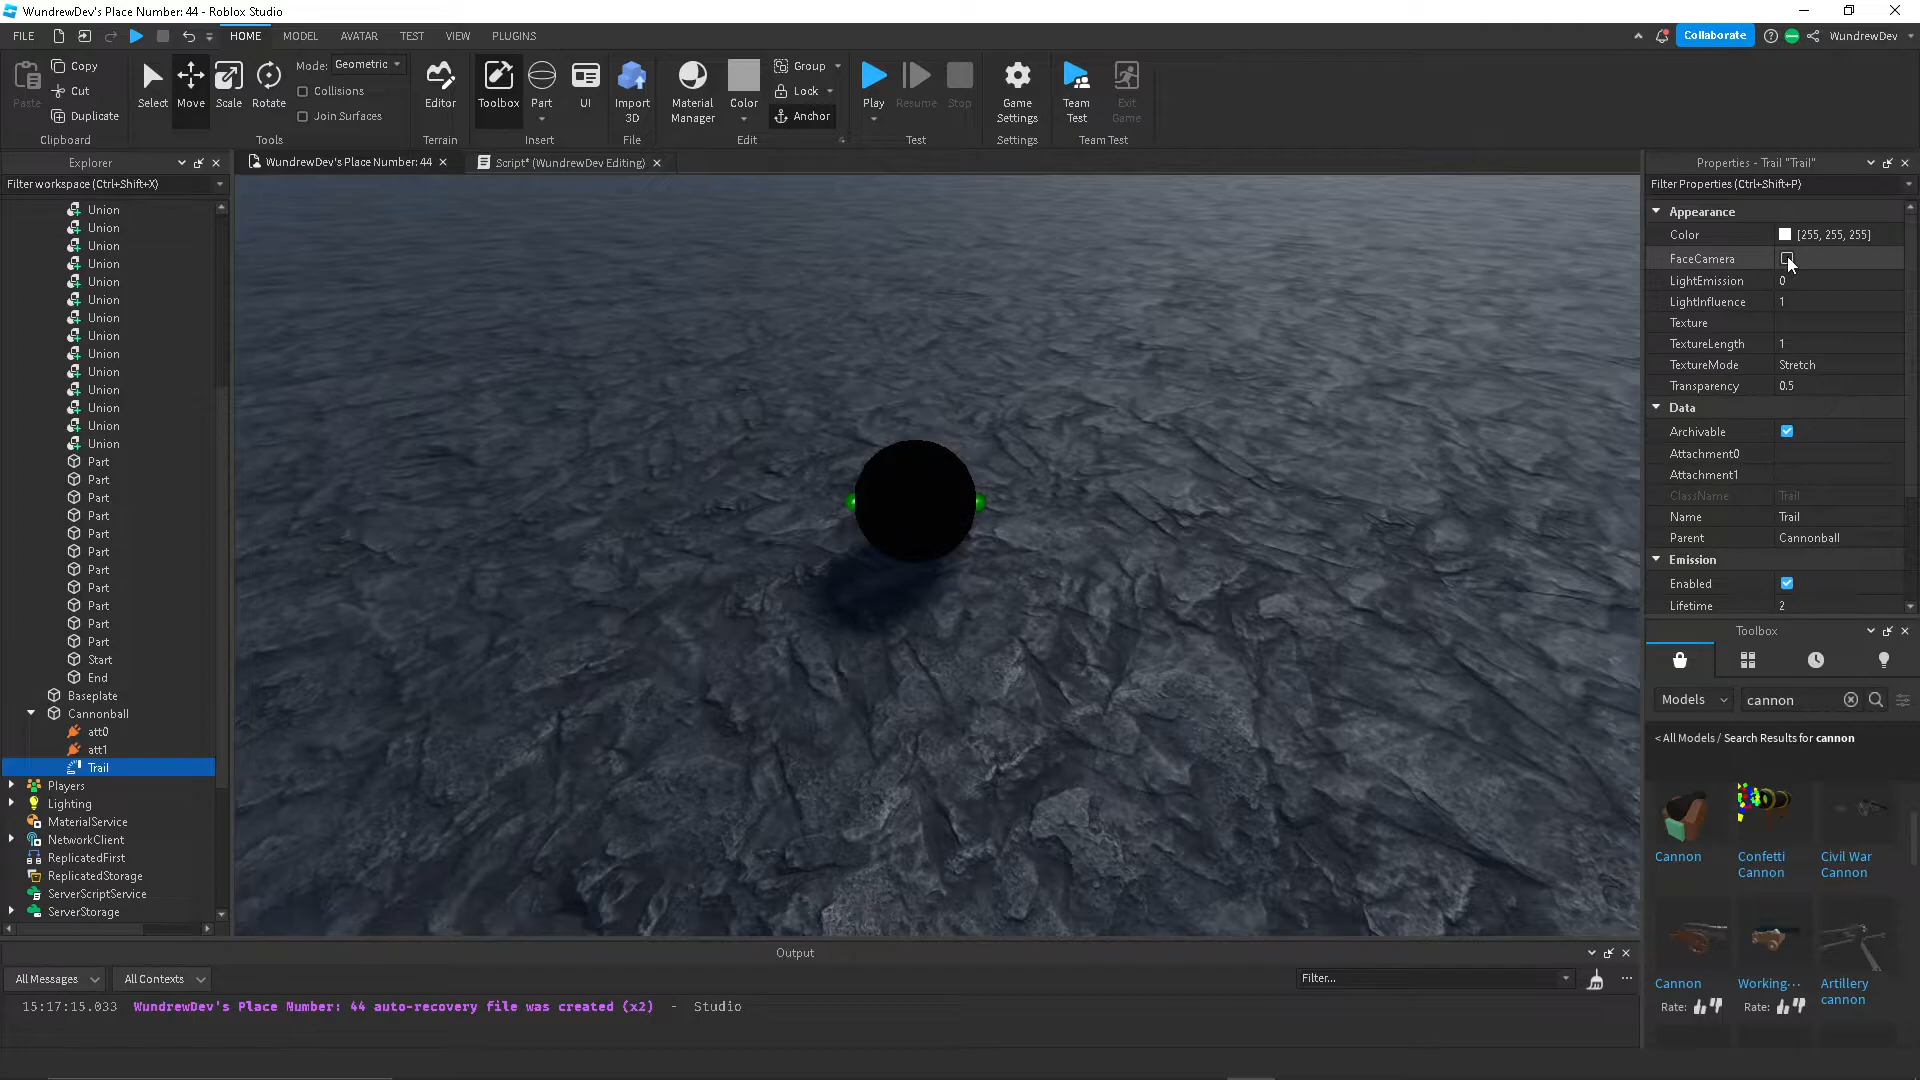 WundrewDev's Place Number: 44 - Roblox Studio
FILE HOME MODEL AVATAR TEST VIEW PLUGINS Collaborate WundrewDev
Paste Copy Cut Duplicate
Clipboard
Select Move Scale Rotate
Mode: Geometric
Collisions
Join Surfaces
Tools
Editor
Terrain
Toolbox Part UI
Insert
Import 3D
File
Material Manager Color
Group
Lock
Anchor
Edit
Play Resume Stop
Test
Game Settings
Settings
Team Test Exit Game
Team Test
Explorer
Filter workspace (Ctrl+Shift+X)
Union
Union
Union
Union
Union
Union
Union
Union
Union
Union
Union
Union
Union
Union
Part
Part
Part
Part
Part
Part
Part
Part
Part
Part
Part
Start
End
Baseplate
Cannonball
att0
att1
Trail
Players
Lighting
MaterialService
NetworkClient
ReplicatedFirst
ReplicatedStorage
ServerScriptService
ServerStorage
WundrewDev's Place Number: 44
Script* (WundrewDev Editing)
Properties - Trail "Trail"
Filter Properties (Ctrl+Shift+P)
Appearance
Color [255, 255, 255]
FaceCamera
LightEmission 0
LightInfluence 1
Texture
TextureLength 1
TextureMode Stretch
Transparency 0.5
Data
Archivable
Attachment0
Attachment1
ClassName Trail
Name Trail
Parent Cannonball
Emission
Enabled
Lifetime 2
Toolbox
Models cannon
< All Models / Search Results for cannon
Cannon
Confetti Cannon
Civil War Cannon
Cannon
Working...
Artillery cannon
Rate: Rate:
Output
All Messages All Contexts Filter...
15:17:15.033 WundrewDev's Place Number: 44 auto-recovery file was created (x2) - Studio